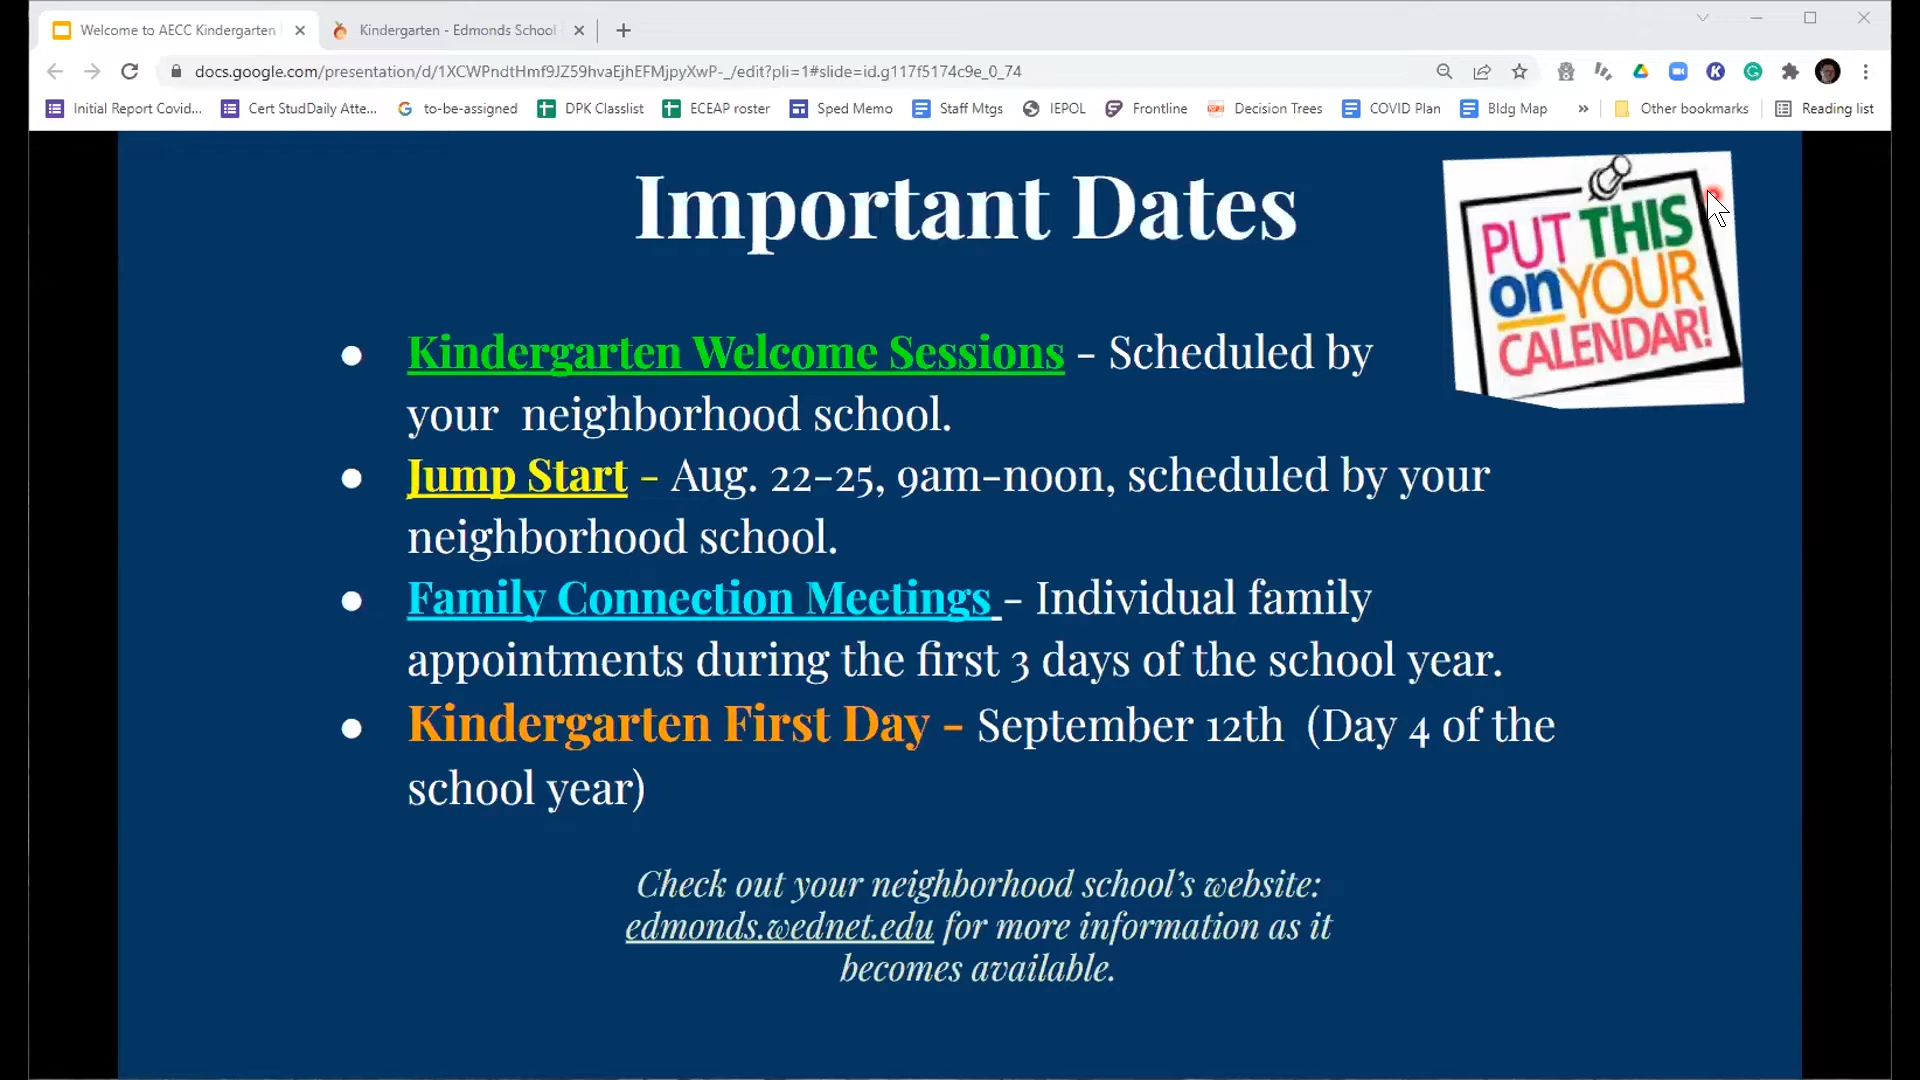 Welcome to AECC Kindergarten
Kindergarten - Edmonds School
docs.google.com/presentation/d/1XCWPndtHmf9JZ59hvaEjhEFMjpyXwP-_/edit?pli=1#slide=id.g117f5174c9e_0_74
Initial Report Covid... Cert StudDaily Atte... to-be-assigned DPK Classlist ECEAP roster Sped Memo Staff Mtgs IEPOL Frontline Decision Trees COVID Plan Bldg Map » Other bookmarks Reading list
Important Dates
PUT THIS
on YOUR
CALENDAR!
● Kindergarten Welcome Sessions - Scheduled by
your neighborhood school.
● Jump Start - Aug. 22-25, 9am-noon, scheduled by your
neighborhood school.
● Family Connection Meetings - Individual family
appointments during the first 3 days of the school year.
● Kindergarten First Day - September 12th (Day 4 of the
school year)
Check out your neighborhood school's website:
edmonds.wednet.edu for more information as it
becomes available.